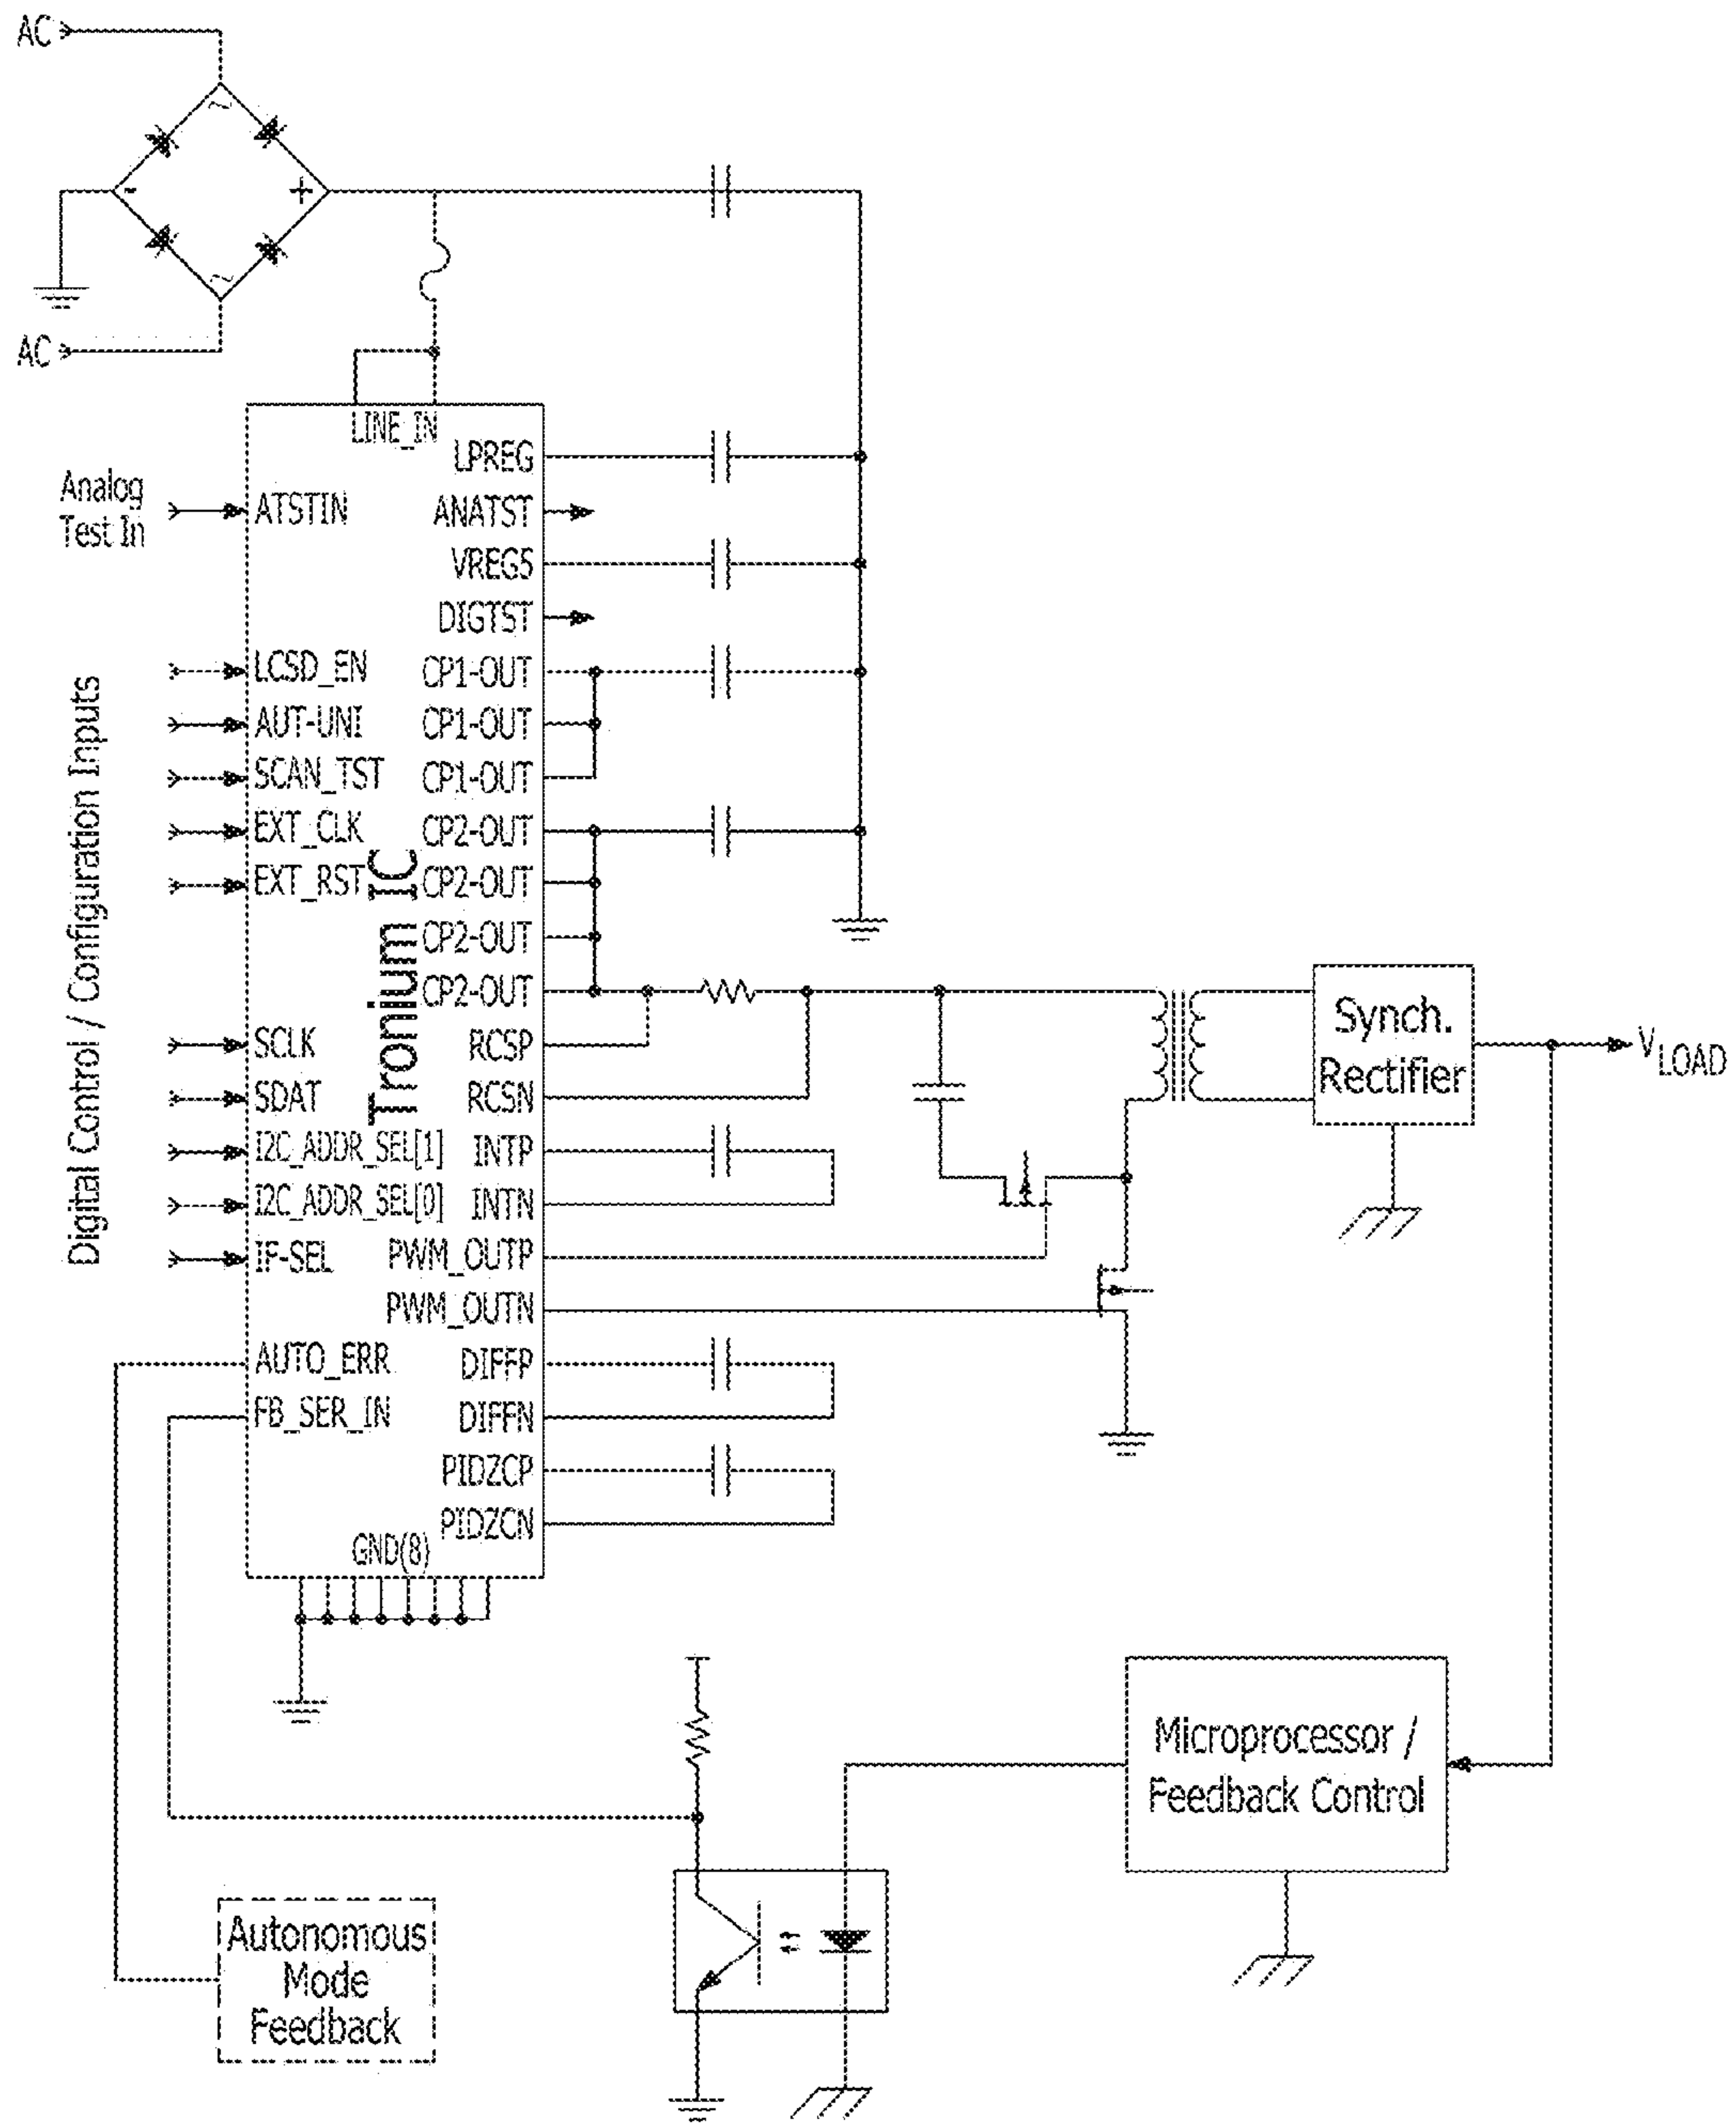 AC
AC
~
-
+
~
LINE_IN
Analog
Test In
ATSTIN
LCSD_EN
AUT-UNI
SCAN_TST
EXT_CLK
EXT_RST
SCLK
SDAT
I2C_ADDR_SEL[1]
I2C_ADDR_SEL[0]
IF-SEL
AUTO_ERR
FB_SER_IN
Digital Control / Configuration Inputs
Tronium IC
LPREG
ANATST
VREG5
DIGTST
CP1-OUT
CP1-OUT
CP1-OUT
CP2-OUT
CP2-OUT
CP2-OUT
CP2-OUT
RCSP
RCSN
INTP
INTN
PWM_OUTP
PWM_OUTN
DIFFP
DIFFN
PIDZCP
PIDZCN
GND(8)
Synch.
Rectifier
VLOAD
Microprocessor /
Feedback Control
Autonomous
Mode
Feedback